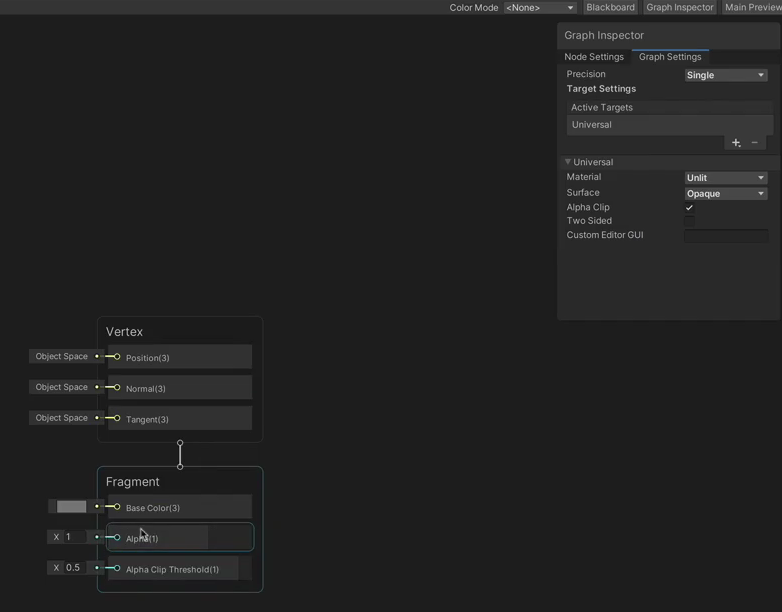 Color Mode <None> Blackboard Graph Inspector Main Preview
Graph Inspector
Node Settings Graph Settings
Precision Single
Target Settings
Active Targets
Universal
+ −
Universal
Material Unlit
Surface Opaque
Alpha Clip
Two Sided
Custom Editor GUI
Vertex
Object Space Position(3)
Object Space Normal(3)
Object Space Tangent(3)
Fragment
Base Color(3)
X 1 Alpha(1)
X 0.5 Alpha Clip Threshold(1)